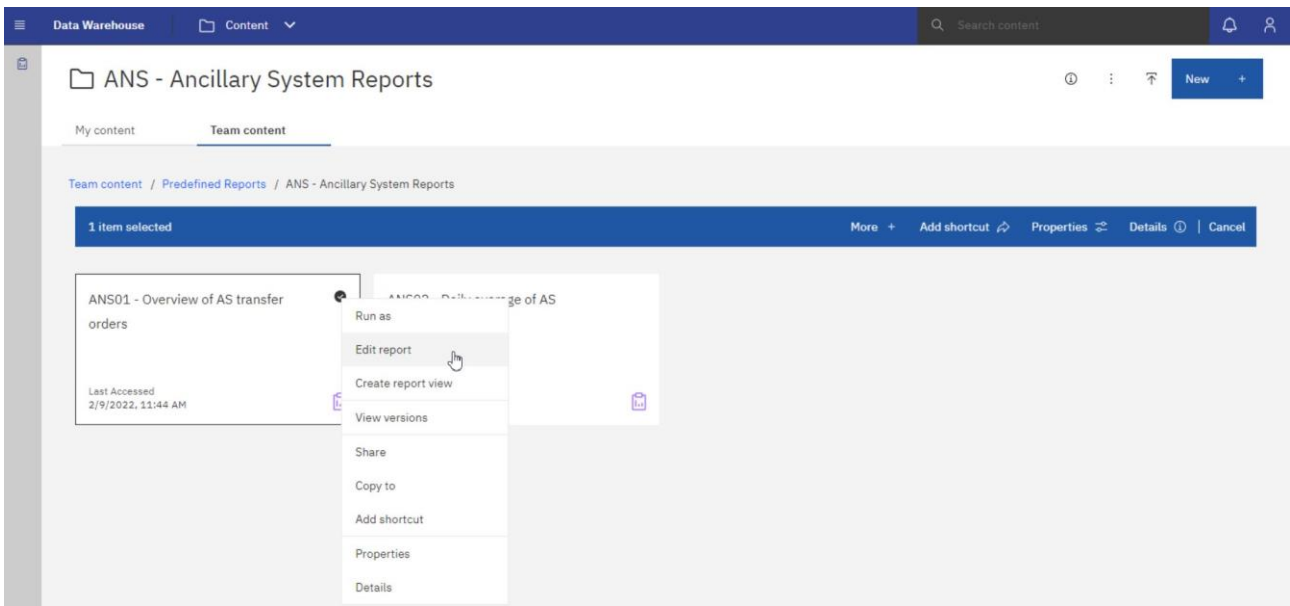 Data Warehouse
Content
Search content
ANS - Ancillary System Reports
New +
My content
Team content
Team content / Predefined Reports / ANS - Ancillary System Reports
1 item selected
More +
Add shortcut
Properties
Details
|
Cancel
ANS01 - Overview of AS transfer
orders
Last Accessed
2/9/2022, 11:44 AM
of AS
Run as
Edit report
Create report view
View versions
Share
Copy to
Add shortcut
Properties
Details